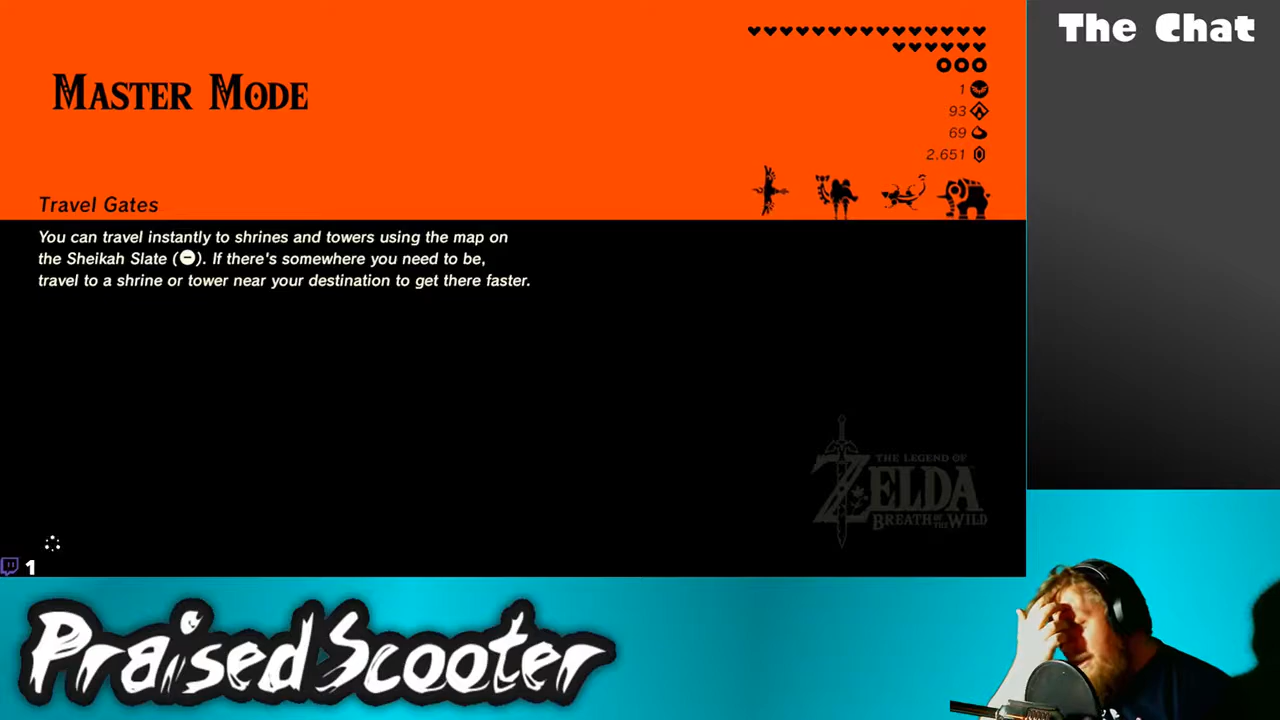 The Chat
MASTER MODE
1
93
69
2.651
Travel Gates
You can travel instantly to shrines and towers using the map on
the Sheikah Slate (-). If there's somewhere you need to be,
travel to a shrine or tower near your destination to get there faster.
THE LEGEND OF
ZELDA
BREATH OF THE WILD
1
PraisedScooter